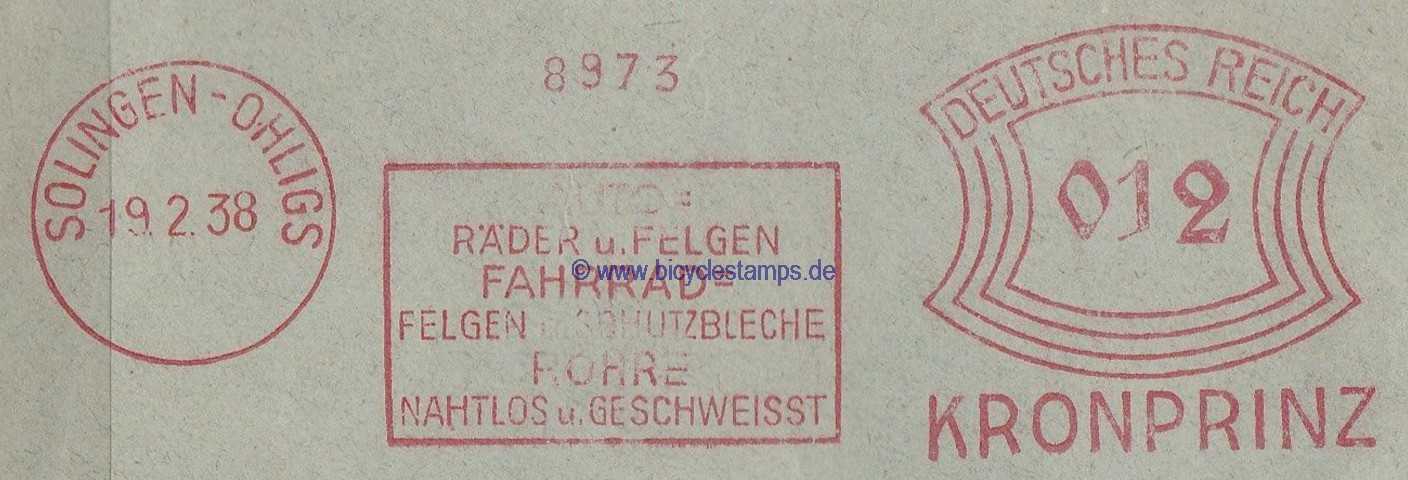 SOLINGEN-OHLIGS
19.2.38
8973
AUTO=
RÄDER u. FELGEN
FAHRRAD=
FELGEN u. SCHUTZBLECHE
ROHRE
NAHTLOS u. GESCHWEISST
© www.bicyclestamps.de
DEUTSCHES REICH
012
KRONPRINZ